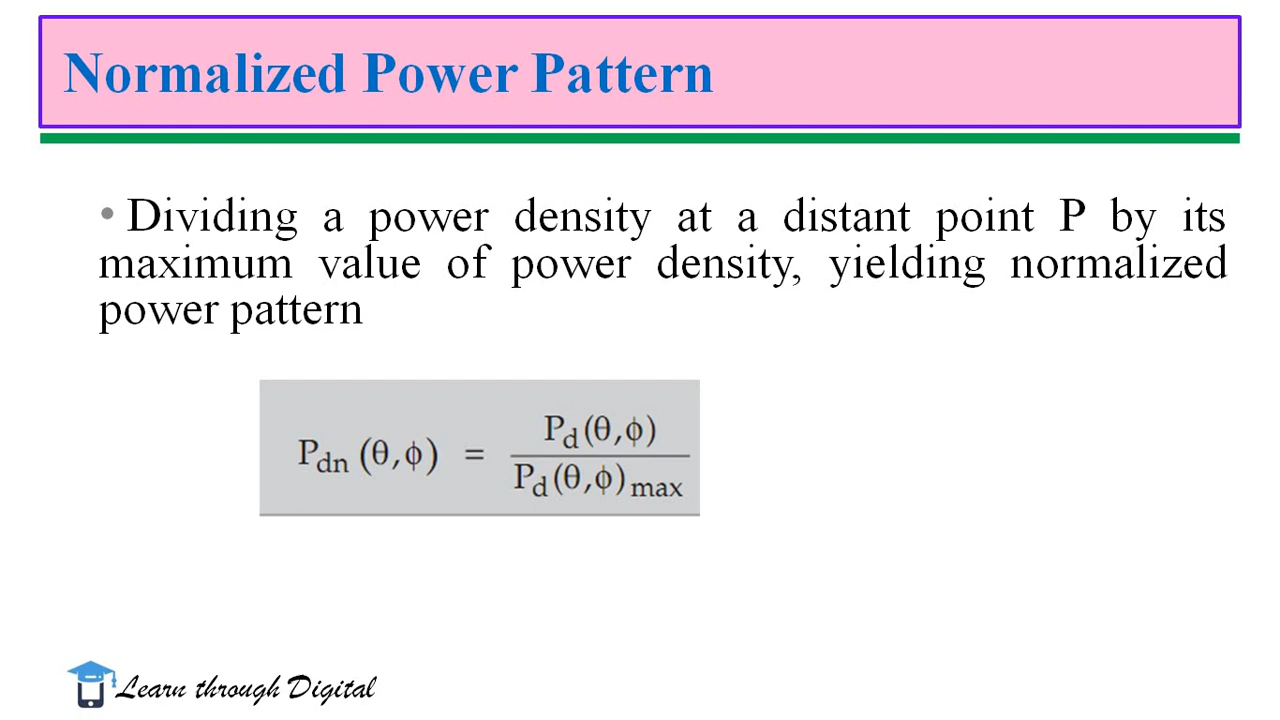 Normalized Power Pattern
• Dividing a power density at a distant point P by its
maximum value of power density, yielding normalized
power pattern
P_dn (θ,ϕ) = P_d(θ,ϕ) / P_d(θ,ϕ)_max
Learn through Digital